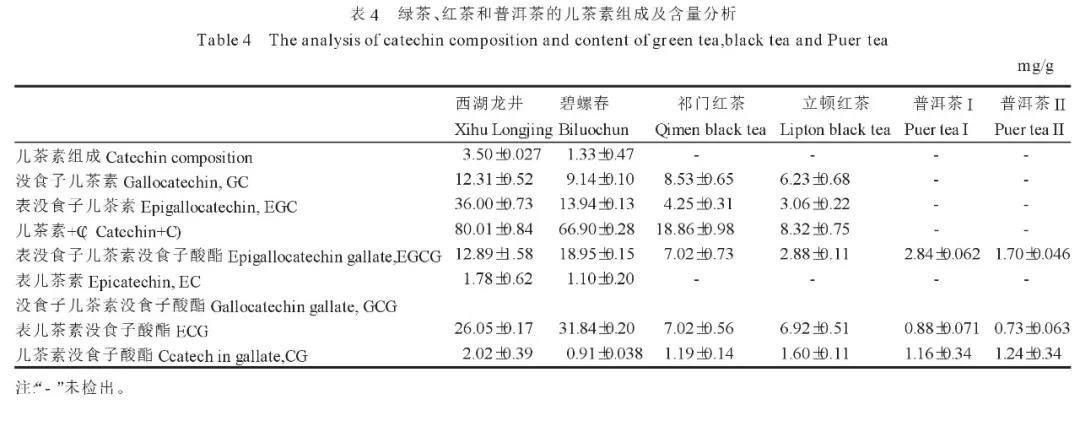 表 4 绿茶、红茶和普洱茶的儿茶素组成及含量分析
Table 4 The analysis of catechin composition and content of green tea,black tea and Puer tea
mg/g
西湖龙井 碧螺春 祁门红茶 立顿红茶 普洱茶 I 普洱茶 II
Xihu Longjing Biluochun Qimen black tea Lipton black tea Puer tea I Puer tea II
儿茶素组成 Catechin composition 3.50±0.027 1.33±0.47 - - - -
没食子儿茶素 Gallocatechin, GC 12.31±0.52 9.14±0.10 8.53±0.65 6.23±0.68 - -
表没食子儿茶素 Epigallocatechin, EGC 36.00±0.73 13.94±0.13 4.25±0.31 3.06±0.22 - -
儿茶素+C( Catechin+C) 80.01±0.84 66.90±0.28 18.86±0.98 8.32±0.75 - -
表没食子儿茶素没食子酸酯 Epigallocatechin gallate,EGCG 12.89±1.58 18.95±0.15 7.02±0.73 2.88±0.11 2.84±0.062 1.70±0.046
表儿茶素 Epicatechin, EC 1.78±0.62 1.10±0.20 - - - -
没食子儿茶素没食子酸酯 Gallocatechin gallate, GCG
表儿茶素没食子酸酯 ECG 26.05±0.17 31.84±0.20 7.02±0.56 6.92±0.51 0.88±0.071 0.73±0.063
儿茶素没食子酸酯 Ccatech in gallate,CG 2.02±0.39 0.91±0.038 1.19±0.14 1.60±0.11 1.16±0.34 1.24±0.34
注:“ - ”未检出。